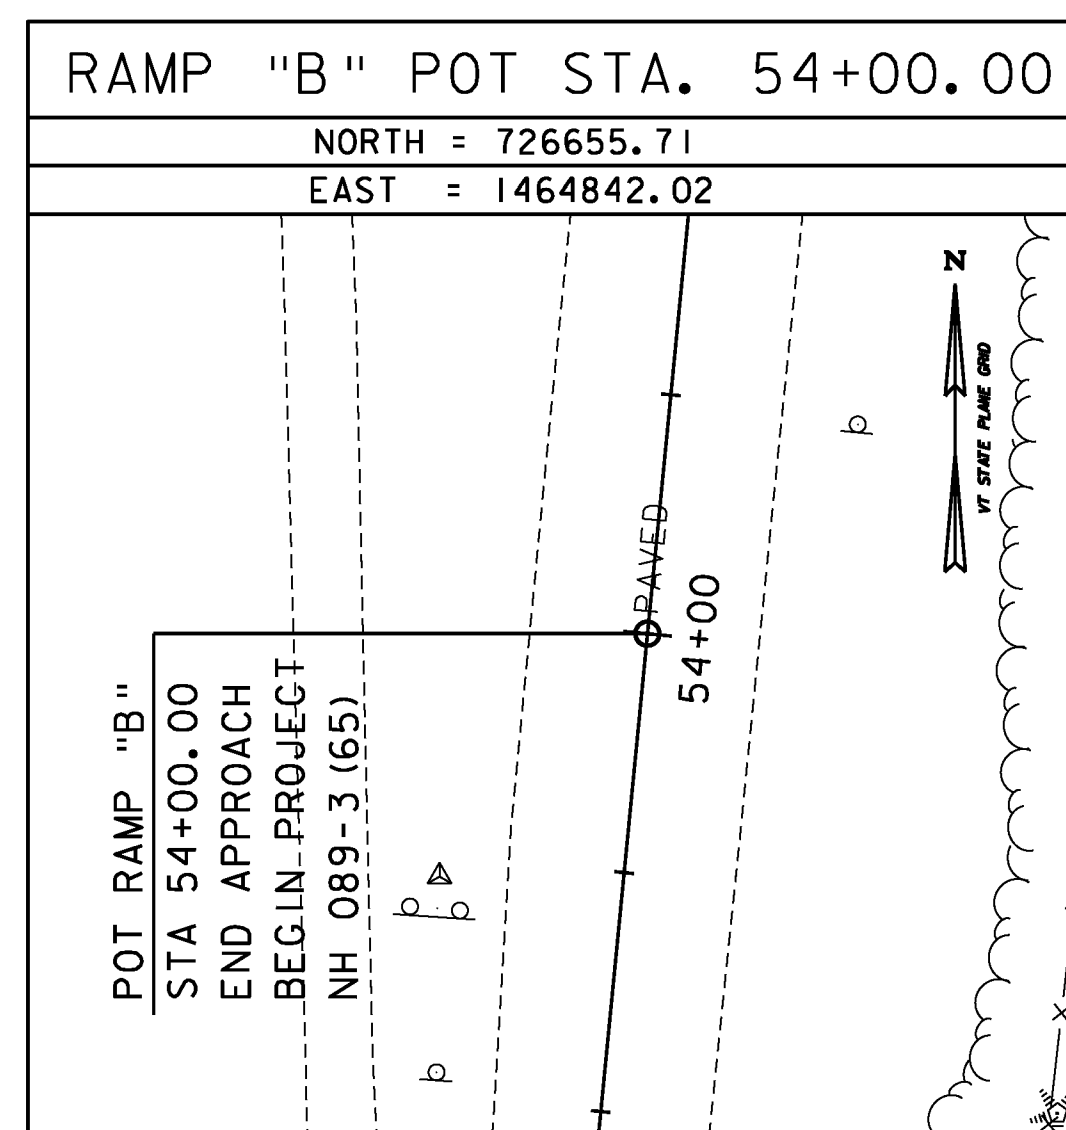 RAMP "B" POT STA. 54+00.00
NORTH = 726655.71
EAST = 1464842.02
N
VT STATE PLANE GRID
PAVED
54+00
POT RAMP "B"
STA 54+00.00
END APPROACH
BEGIN PROJECT
NH 089-3(65)